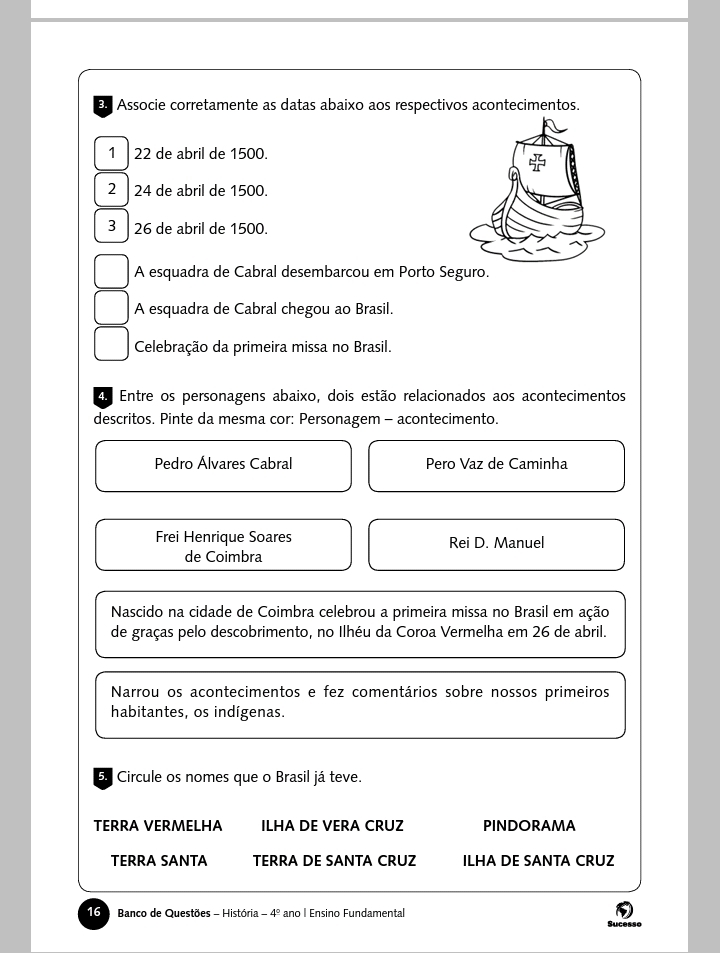 3. Associe corretamente as datas abaixo aos respectivos acontecimentos.
1 22 de abril de 1500.
2 24 de abril de 1500.
3 26 de abril de 1500.
A esquadra de Cabral desembarcou em Porto Seguro.
A esquadra de Cabral chegou ao Brasil.
Celebração da primeira missa no Brasil.
4. Entre os personagens abaixo, dois estão relacionados aos acontecimentos
descritos. Pinte da mesma cor: Personagem – acontecimento.
Pedro Álvares Cabral
Pero Vaz de Caminha
Frei Henrique Soares
de Coimbra
Rei D. Manuel
Nascido na cidade de Coimbra celebrou a primeira missa no Brasil em ação
de graças pelo descobrimento, no Ilhéu da Coroa Vermelha em 26 de abril.
Narrou os acontecimentos e fez comentários sobre nossos primeiros
habitantes, os indígenas.
5. Circule os nomes que o Brasil já teve.
TERRA VERMELHA ILHA DE VERA CRUZ PINDORAMA
TERRA SANTA TERRA DE SANTA CRUZ ILHA DE SANTA CRUZ
16 Banco de Questões – História – 4º ano | Ensino Fundamental
Sucesso